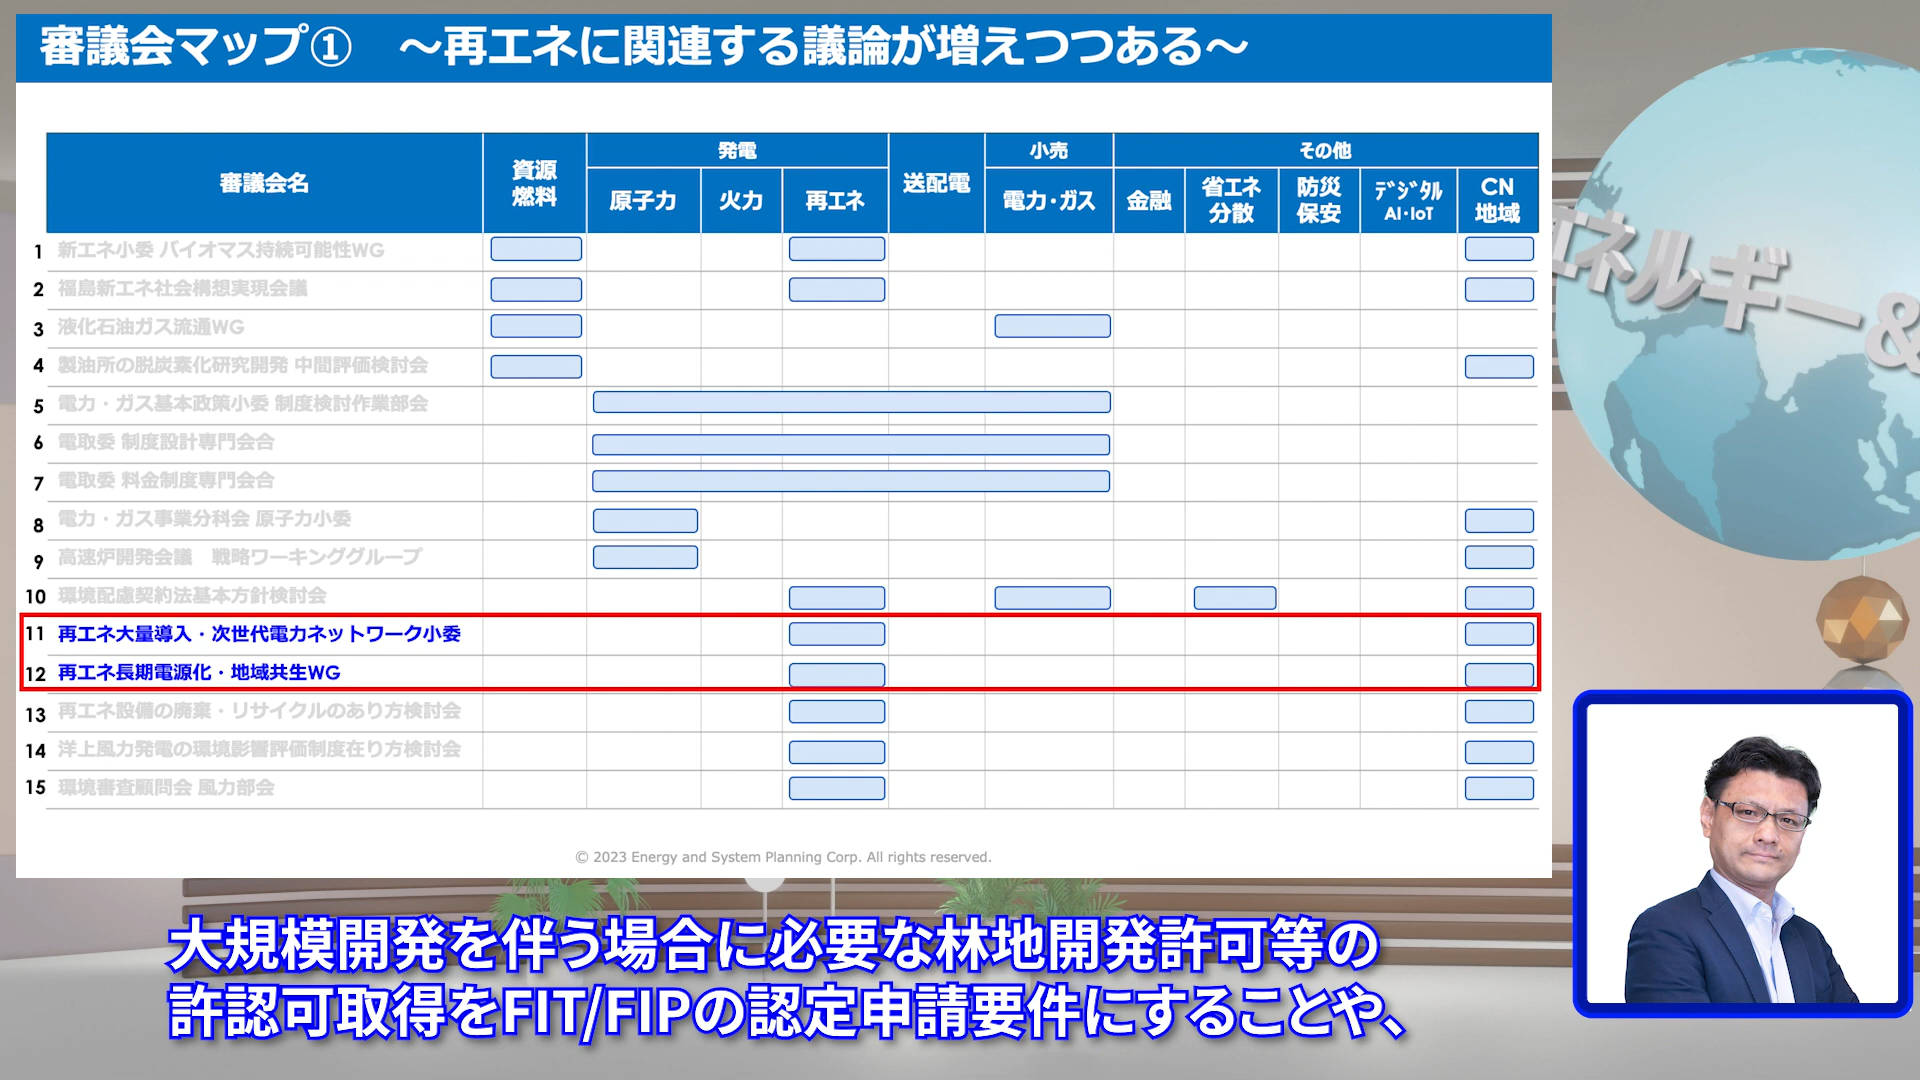 審議会マップ① ～再エネに関連する議論が増えつつある～
審議会名
資源
燃料
発電
原子力
火力
再エネ
送配電
小売
電力・ガス
その他
金融
省エネ
分散
防災
保安
ﾃﾞｼﾞﾀﾙ
AI・IoT
CN
地域
1 新エネ小委 バイオマス持続可能性WG
2 福島新エネ社会構想実現会議
3 液化石油ガス流通WG
4 製油所の脱炭素化研究開発 中間評価検討会
5 電力・ガス基本政策小委 制度検討作業部会
6 電取委 制度設計専門会合
7 電取委 料金制度専門会合
8 電力・ガス事業分科会 原子力小委
9 高速炉開発会議 戦略ワーキンググループ
10 環境配慮契約法基本方針検討会
11 再エネ大量導入・次世代電力ネットワーク小委
12 再エネ長期電源化・地域共生WG
13 再エネ設備の廃棄・リサイクルのあり方検討会
14 洋上風力発電の環境影響評価制度在り方検討会
15 環境審査顧問会 風力部会
© 2023 Energy and System Planning Corp. All rights reserved.
エネルギー&
大規模開発を伴う場合に必要な林地開発許可等の
許認可取得をFIT/FIPの認定申請要件にすることや、